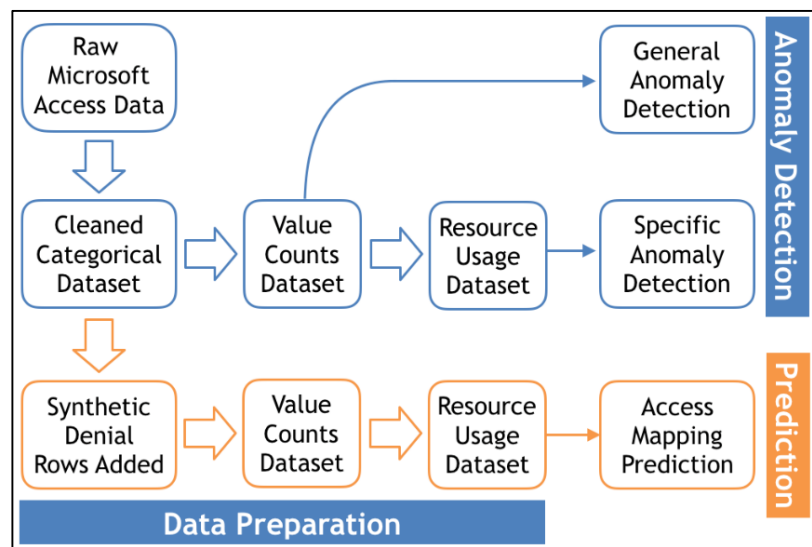 Raw
Microsoft
Access Data
General
Anomaly
Detection
Anomaly Detection
Cleaned
Categorical
Dataset
Value
Counts
Dataset
Resource
Usage
Dataset
Specific
Anomaly
Detection
Synthetic
Denial
Rows Added
Value
Counts
Dataset
Resource
Usage
Dataset
Access
Mapping
Prediction
Prediction
Data Preparation